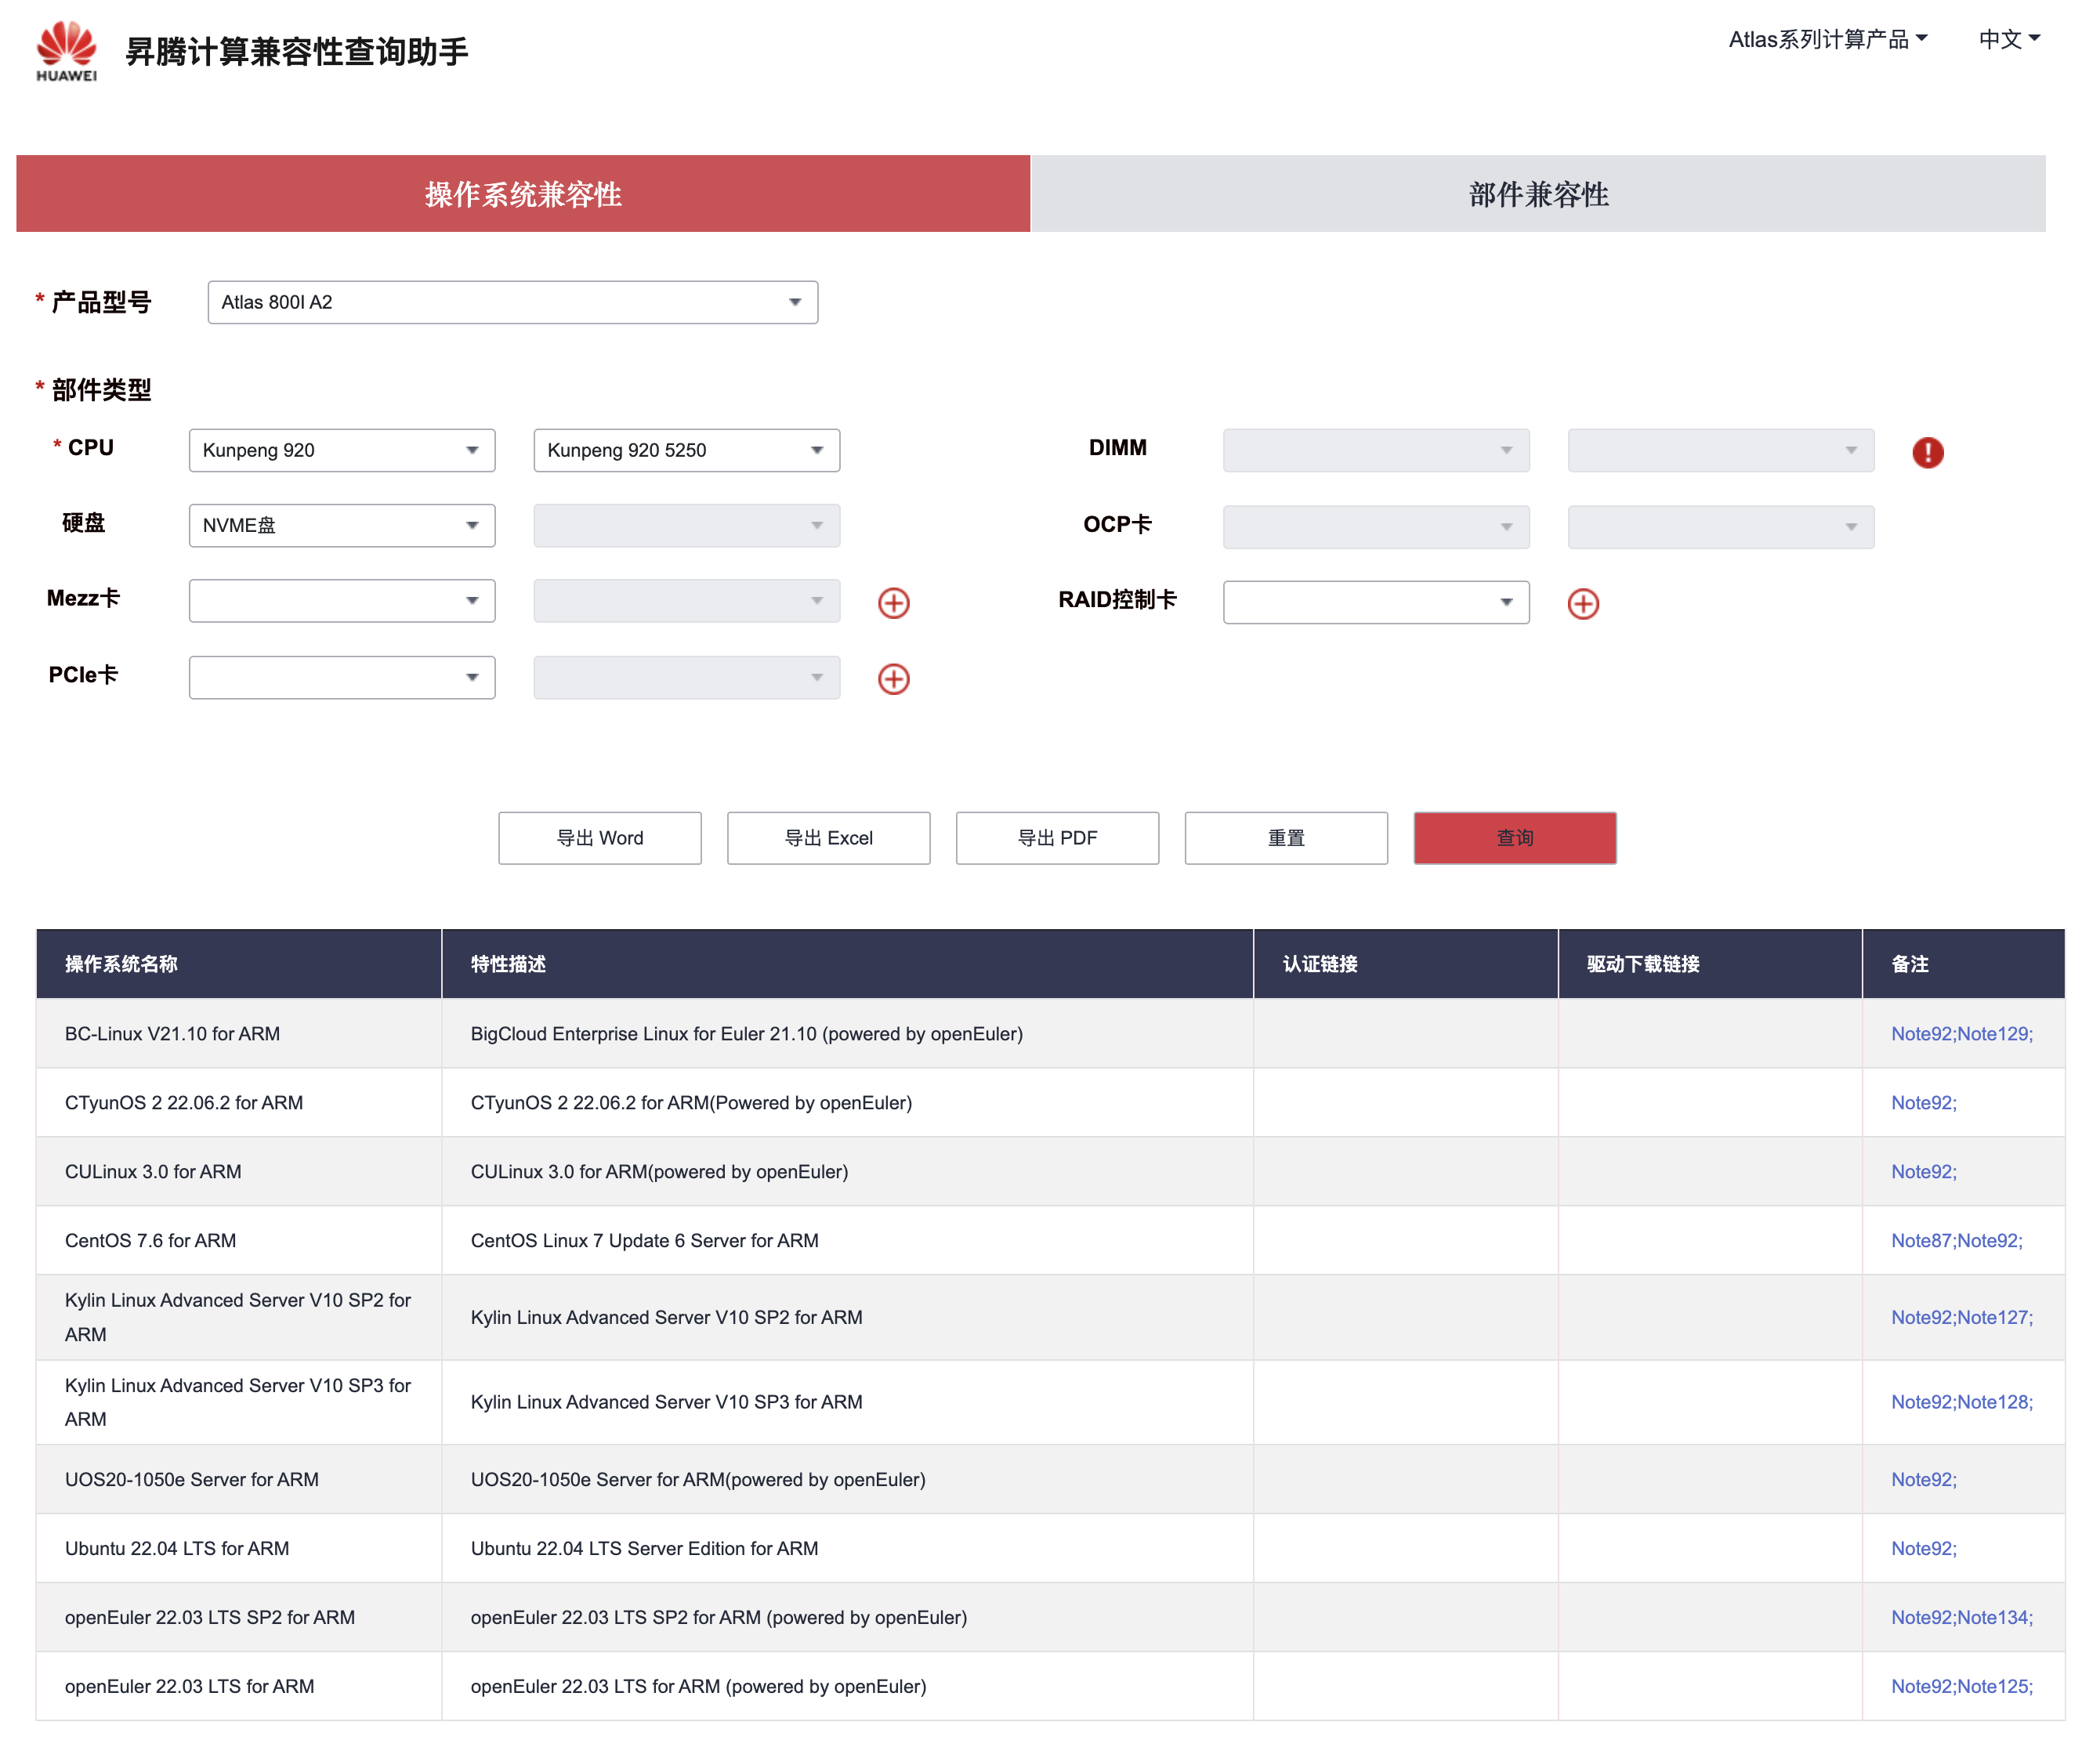 HUAWEI
昇腾计算兼容性查询助手
Atlas系列计算产品
中文
操作系统兼容性
部件兼容性
* 产品型号
Atlas 800I A2
* 部件类型
* CPU
Kunpeng 920
Kunpeng 920 5250
DIMM
硬盘
NVME盘
OCP卡
Mezz卡
RAID控制卡
PCIe卡
导出 Word
导出 Excel
导出 PDF
重置
查询
操作系统名称
特性描述
认证链接
驱动下载链接
备注
BC-Linux V21.10 for ARM
BigCloud Enterprise Linux for Euler 21.10 (powered by openEuler)
Note92;Note129;
CTyunOS 2 22.06.2 for ARM
CTyunOS 2 22.06.2 for ARM(Powered by openEuler)
Note92;
CULinux 3.0 for ARM
CULinux 3.0 for ARM(powered by openEuler)
Note92;
CentOS 7.6 for ARM
CentOS Linux 7 Update 6 Server for ARM
Note87;Note92;
Kylin Linux Advanced Server V10 SP2 for
ARM
Kylin Linux Advanced Server V10 SP2 for ARM
Note92;Note127;
Kylin Linux Advanced Server V10 SP3 for
ARM
Kylin Linux Advanced Server V10 SP3 for ARM
Note92;Note128;
UOS20-1050e Server for ARM
UOS20-1050e Server for ARM(powered by openEuler)
Note92;
Ubuntu 22.04 LTS for ARM
Ubuntu 22.04 LTS Server Edition for ARM
Note92;
openEuler 22.03 LTS SP2 for ARM
openEuler 22.03 LTS SP2 for ARM (powered by openEuler)
Note92;Note134;
openEuler 22.03 LTS for ARM
openEuler 22.03 LTS for ARM (powered by openEuler)
Note92;Note125;